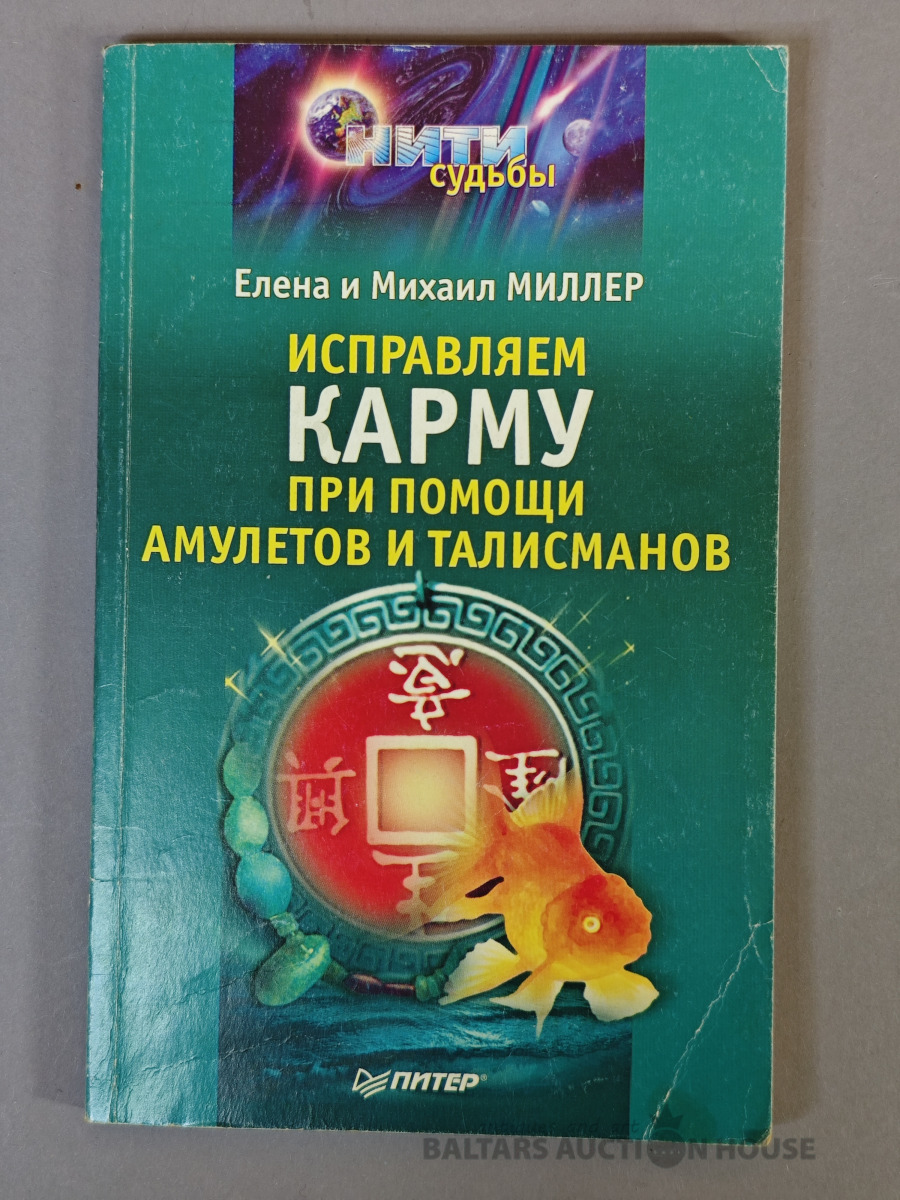 НИТИ
судьбы
Елена и Михаил МИЛЛЕР
ИСПРАВЛЯЕМ
КАРМУ
ПРИ ПОМОЩИ
АМУЛЕТОВ И ТАЛИСМАНОВ
ПИТЕР®
BALTARS AUCTION HOUSE